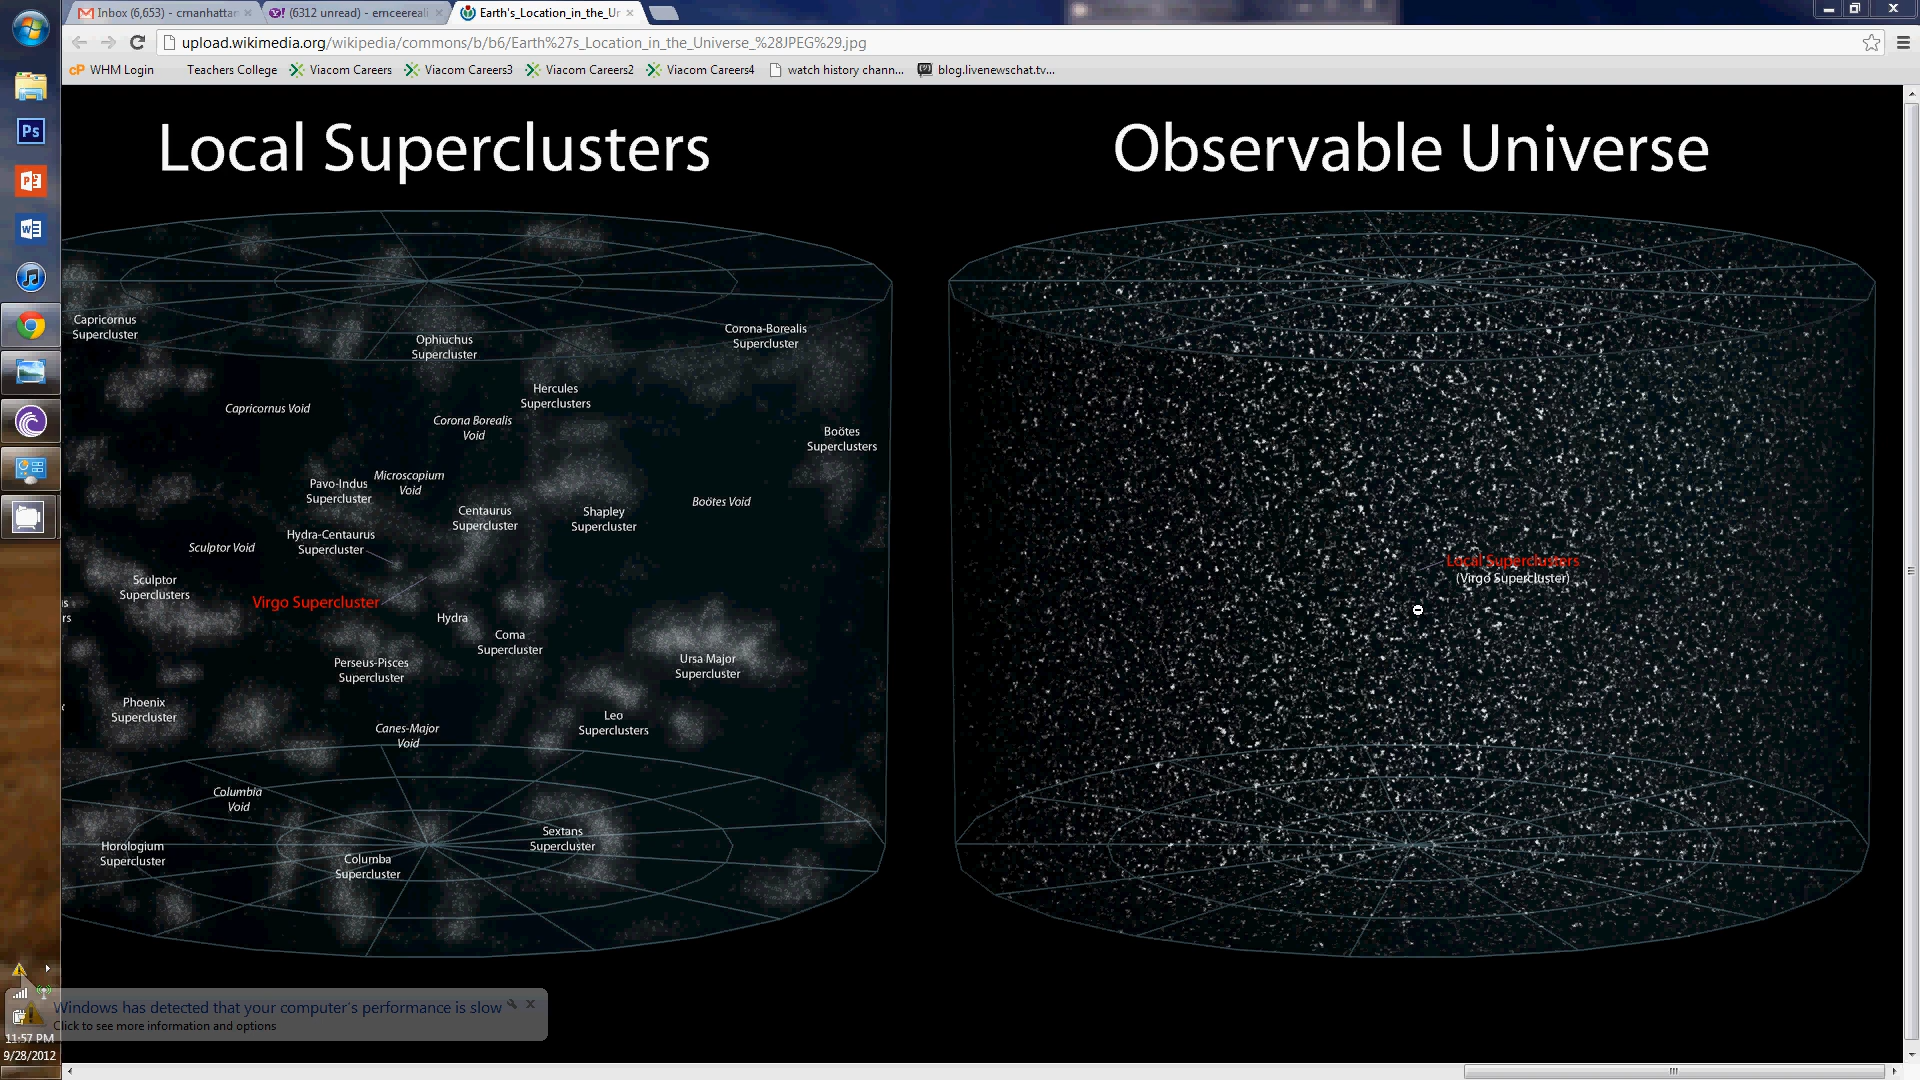 Inbox (6,653) - cmanhattan
(6312 unread) - emceereali
Earth's_Location_in_the_Ur
upload.wikimedia.org/wikipedia/commons/b/b6/Earth%27s_Location_in_the_Universe_%28JPEG%29.jpg
cP WHM Login
Teachers College
Viacom Careers
Viacom Careers3
Viacom Careers2
Viacom Careers4
watch history chann...
blog.livenewschat.tv...
Ps
Local Superclusters
Capricornus
Supercluster
Ophiuchus
Supercluster
Corona-Borealis
Supercluster
Hercules
Superclusters
Capricornus Void
Corona Borealis
Void
Boötes
Superclusters
Pavo-Indus
Supercluster
Microscopium
Void
Boötes Void
Centaurus
Supercluster
Shapley
Supercluster
Hydra-Centaurus
Supercluster
Sculptor Void
Sculptor
Superclusters
Virgo Supercluster
Hydra
Coma
Supercluster
Perseus-Pisces
Supercluster
Ursa Major
Supercluster
Phoenix
Supercluster
Leo
Superclusters
Canes-Major
Void
Columbia
Void
Sextans
Supercluster
Horologium
Supercluster
Columba
Supercluster
Observable Universe
Local Superclusters
(Virgo Supercluster)
Windows has detected that your computer's performance is slow
Click to see more information and options
11:57 PM
9/28/2012